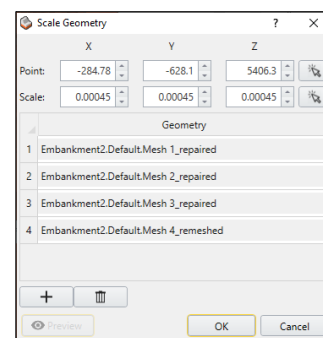 Scale Geometry ? ×
X Y Z
Point: -284.78 -628.1 5406.3
Scale: 0.00045 0.00045 0.00045
Geometry
1 Embankment2.Default.Mesh 1_repaired
2 Embankment2.Default.Mesh 2_repaired
3 Embankment2.Default.Mesh 3_repaired
4 Embankment2.Default.Mesh 4_remeshed
Preview OK Cancel